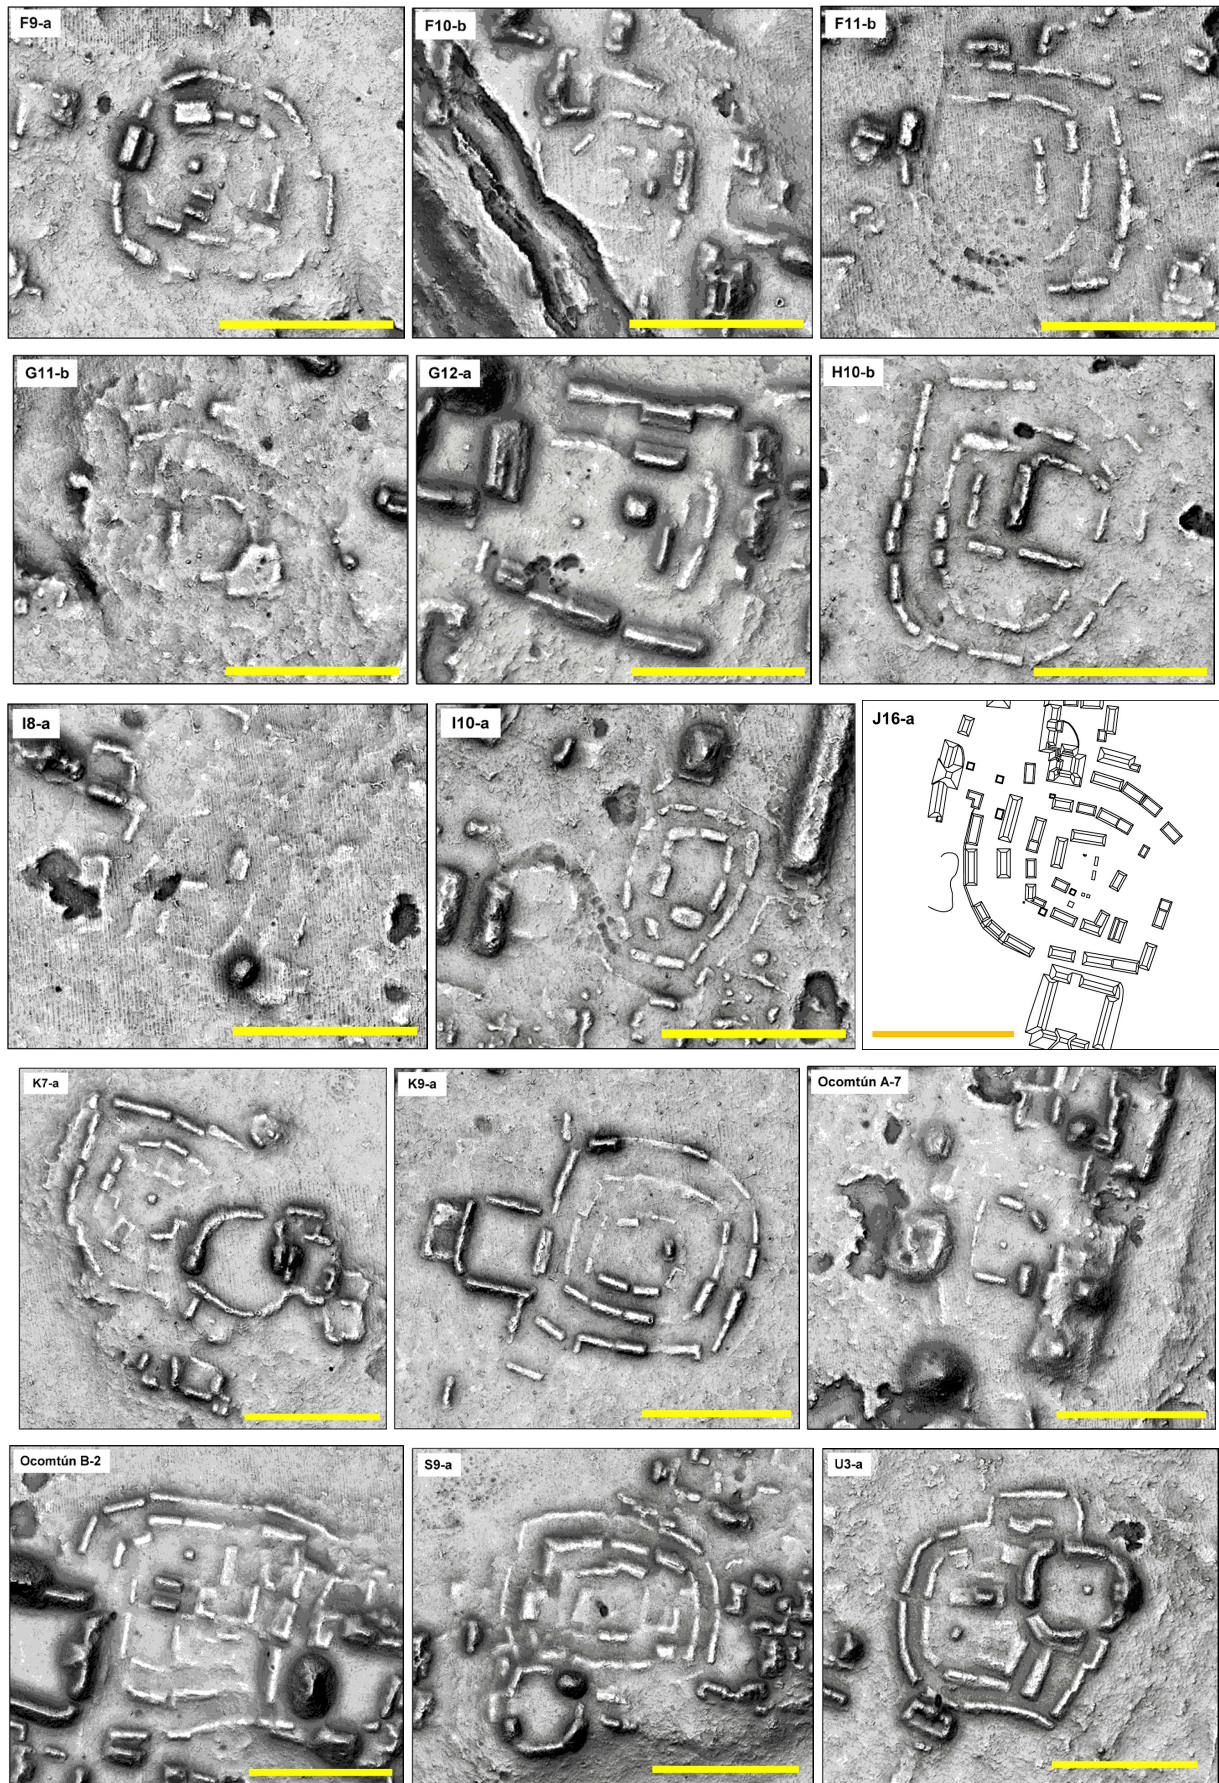 F9-a
F10-b
F11-b
G11-b
G12-a
H10-b
I8-a
I10-a
J16-a
K7-a
K9-a
Ocomtún A-7
Ocomtún B-2
S9-a
U3-a